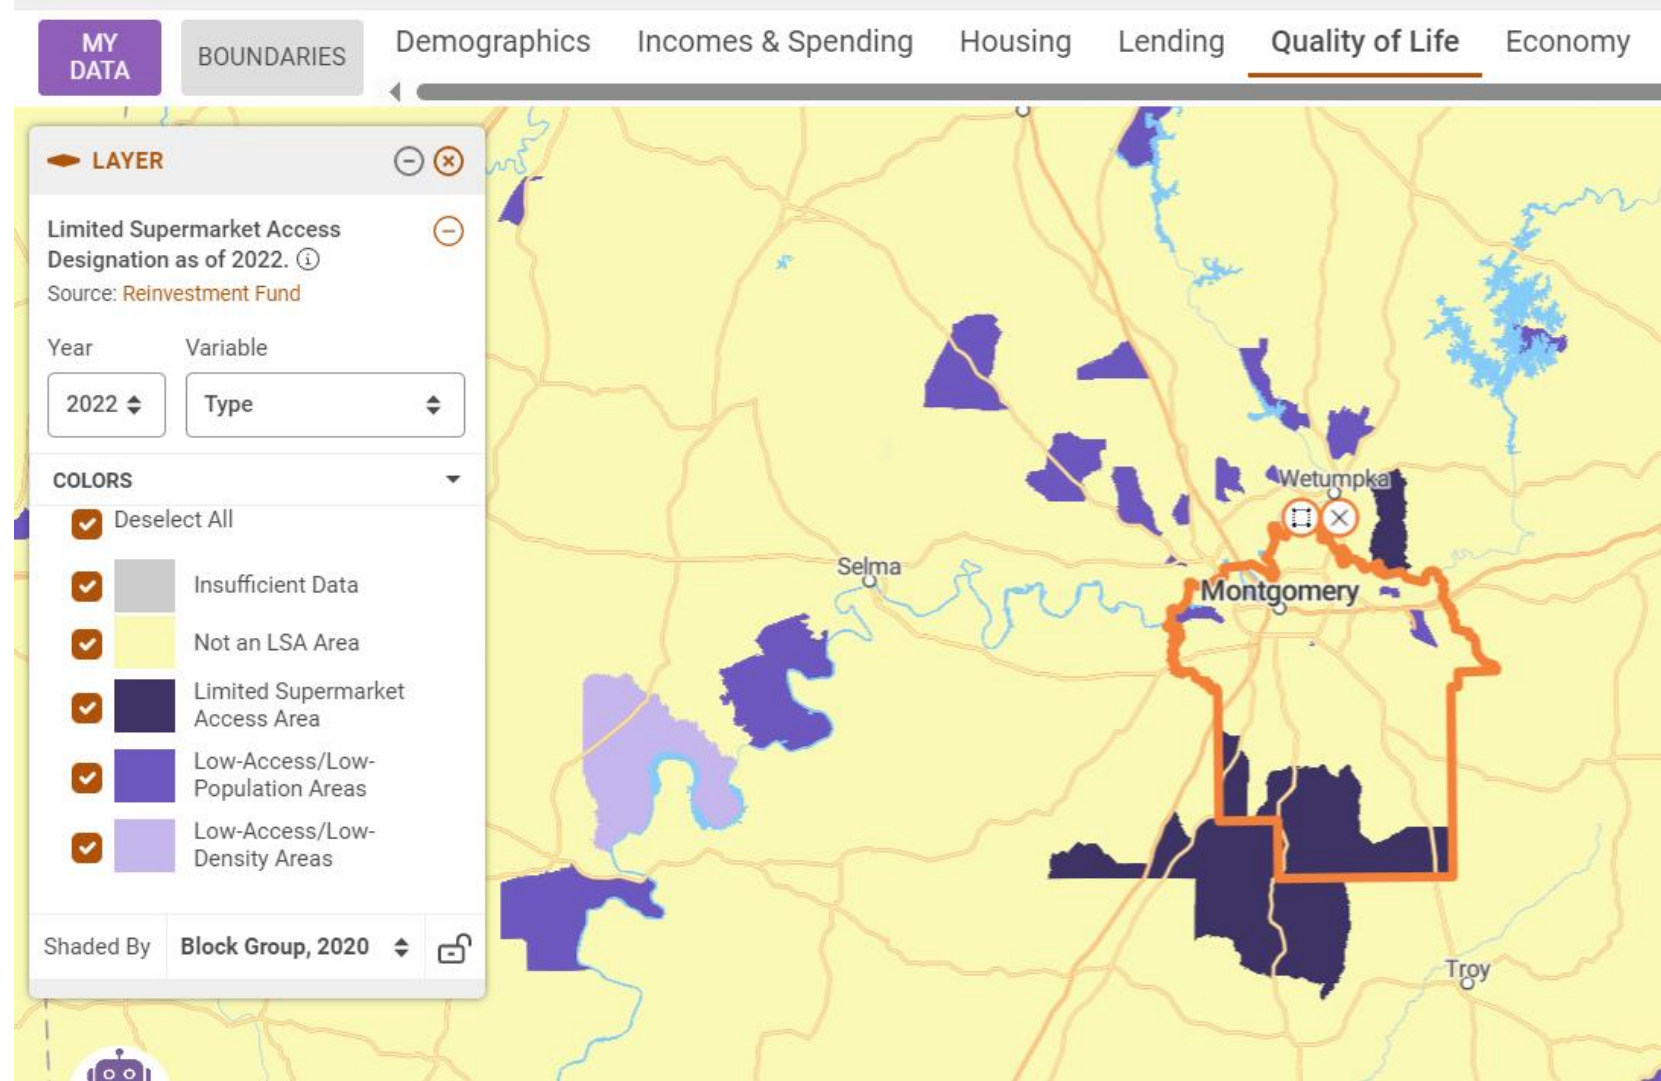 MY
DATA
BOUNDARIES
Demographics
Incomes & Spending
Housing
Lending
Quality of Life
Economy
LAYER
Limited Supermarket Access
Designation as of 2022.
Source: Reinvestment Fund
Year
Variable
2022
Type
COLORS
Deselect All
Insufficient Data
Not an LSA Area
Limited Supermarket
Access Area
Low-Access/Low-
Population Areas
Low-Access/Low-
Density Areas
Shaded By
Block Group, 2020
Wetumpka
Selma
Montgomery
Troy